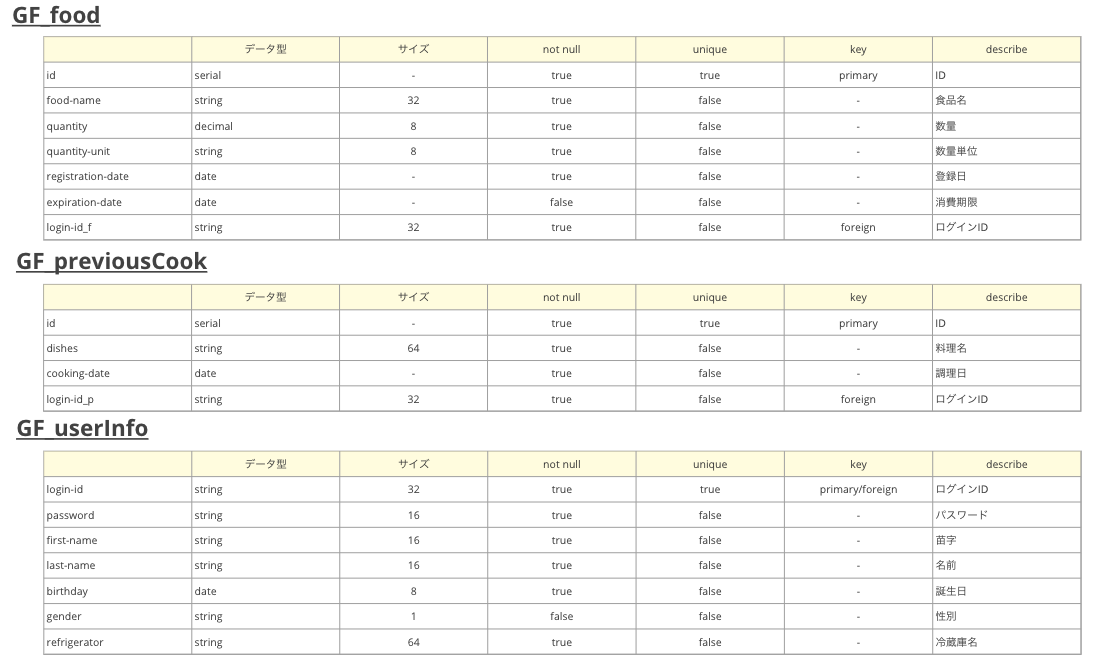 GF_food
データ型 サイズ not null unique key describe
id serial - true true primary ID
food-name string 32 true false - 食品名
quantity decimal 8 true false - 数量
quantity-unit string 8 true false - 数量単位
registration-date date - true false - 登録日
expiration-date date - false false - 消費期限
login-id_f string 32 true false foreign ログインID
GF_previousCook
データ型 サイズ not null unique key describe
id serial - true true primary ID
dishes string 64 true false - 料理名
cooking-date date - true false - 調理日
login-id_p string 32 true false foreign ログインID
GF_userInfo
データ型 サイズ not null unique key describe
login-id string 32 true true primary/foreign ログインID
password string 16 true false - パスワード
first-name string 16 true false - 苗字
last-name string 16 true false - 名前
birthday date 8 true false - 誕生日
gender string 1 false false - 性別
refrigerator string 64 true false - 冷蔵庫名